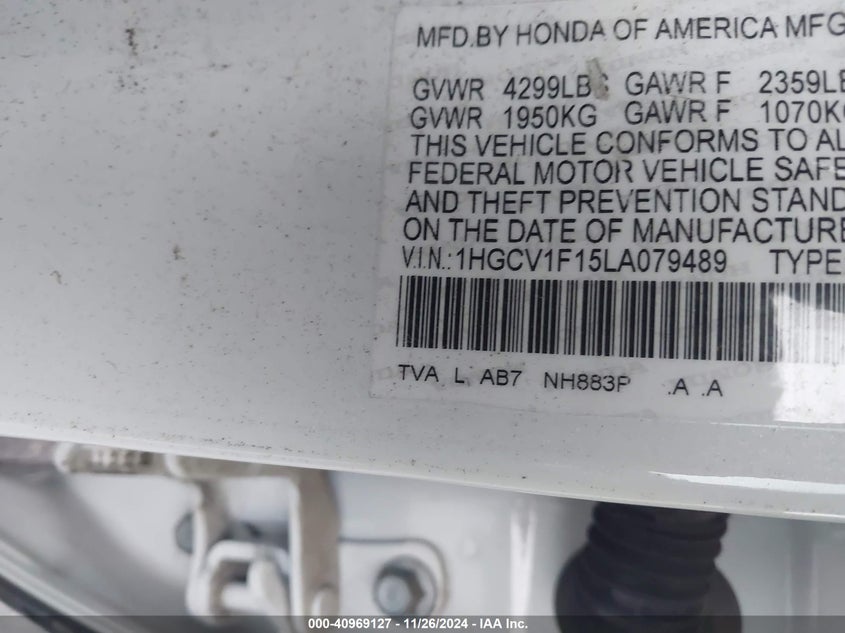 MFD.BY HONDA OF AMERICA MFG
GVWR 4299LBS GAWR F 2359LB
GVWR 1950KG GAWR F 1070KG
THIS VEHICLE CONFORMS TO AL
FEDERAL MOTOR VEHICLE SAFE
AND THEFT PREVENTION STAND
ON THE DATE OF MANUFACTURE
V.I.N.:1HGCV1F15LA079489 TYPE
TVA L AB7 NH883P .A .A
000-40969127 - 11/26/2024 - IAA Inc.